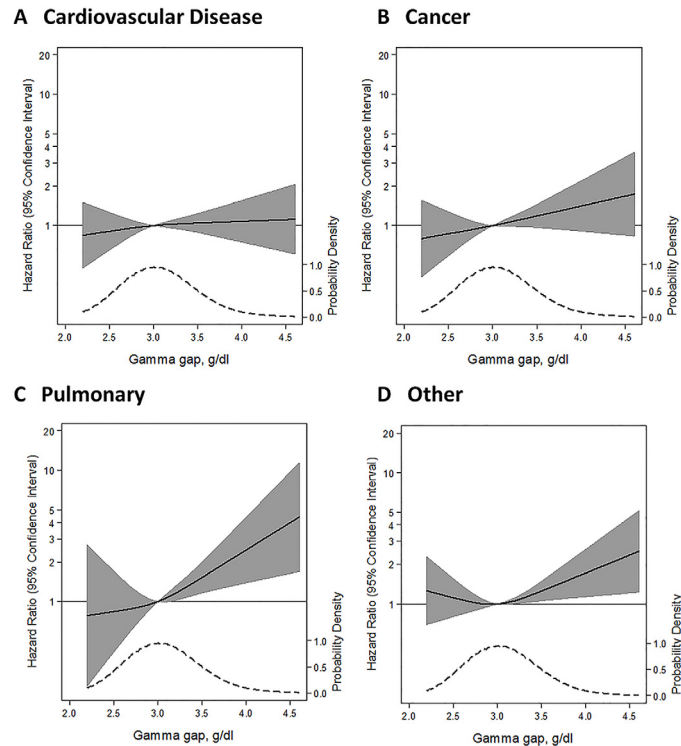 A Cardiovascular Disease
Hazard Ratio (95% Confidence Interval)
20
10
5
4
3
2
1
1.0
0.5
0.0
Probability Density
2.0 2.5 3.0 3.5 4.0 4.5
Gamma gap, g/dl
B Cancer
Hazard Ratio (95% Confidence Interval)
20
10
5
4
3
2
1
1.0
0.5
0.0
Probability Density
2.0 2.5 3.0 3.5 4.0 4.5
Gamma gap, g/dl
C Pulmonary
Hazard Ratio (95% Confidence Interval)
20
10
5
4
3
2
1
1.0
0.5
0.0
Probability Density
2.0 2.5 3.0 3.5 4.0 4.5
Gamma gap, g/dl
D Other
Hazard Ratio (95% Confidence Interval)
20
10
5
4
3
2
1
1.0
0.5
0.0
Probability Density
2.0 2.5 3.0 3.5 4.0 4.5
Gamma gap, g/dl